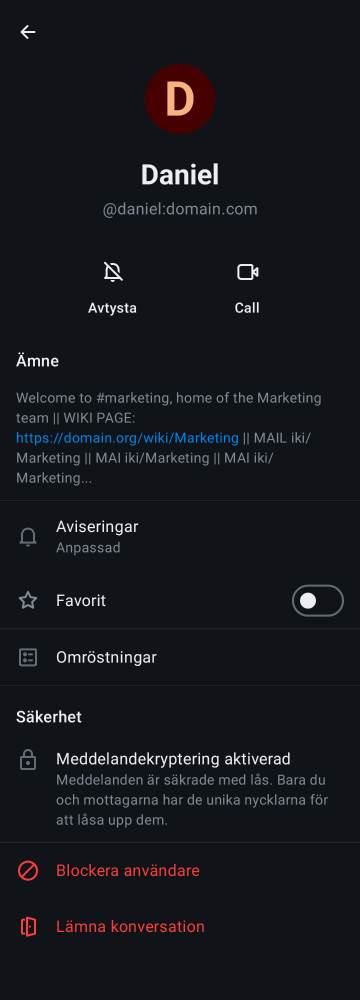 D
Daniel
@daniel:domain.com
Avtysta
Call
Ämne
Welcome to #marketing, home of the Marketing
team || WIKI PAGE:
https://domain.org/wiki/Marketing || MAIL iki/
Marketing || MAI iki/Marketing || MAI iki/
Marketing...
Aviseringar
Anpassad
Favorit
Omröstningar
Säkerhet
Meddelandekryptering aktiverad
Meddelanden är säkrade med lås. Bara du
och mottagarna har de unika nycklarna för
att låsa upp dem.
Blockera användare
Lämna konversation